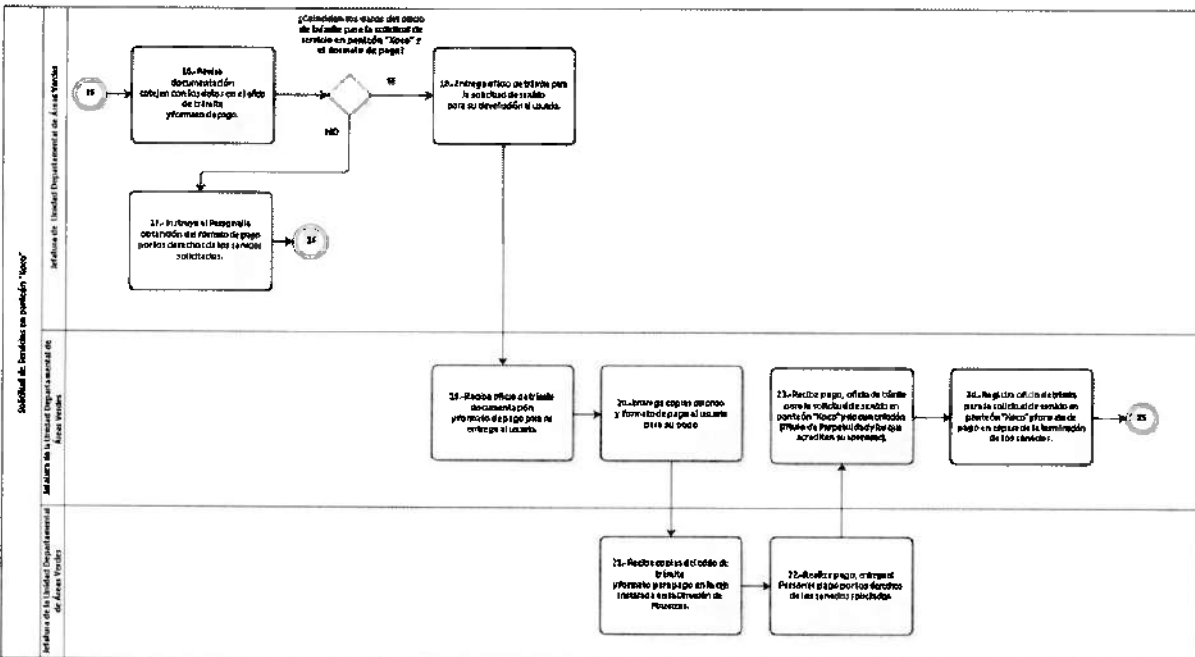 Solicitud de Servicios en panteón "Xoco"
Jefatura de Unidad Departamental de Áreas Verdes
15
16.-Revisa
documentación
cotejan con los datos en el oficio
de trámite
y formato de pago.
¿Coinciden los datos del oficio
de trámite para la solicitud de
servicio en panteón "Xoco" y
el formato de pago?
SI
NO
18.-Entrega oficio de trámite para
la solicitud de servicio
para su devolución al usuario.
17.- Instruye al Personal la
obtención del formato de pago
por los derechos de los servicios
solicitados.
Jefatura de la Unidad Departamental de
Áreas Verdes
19.-Recibe oficio de trámite
documentación
y formato de pago para su
entrega al usuario.
20.-Entrega copias
y formato de pago al usuario
para su
23.-Recibe pago, oficio de trámite
para la solicitud de servicio en
panteón "Xoco" y documentación
(Título de Perpetuidad y los que
acrediten su
24.-Registra oficio de trámite
para la solicitud de servicio en
panteón "Xoco" y formato de
pago en espera de la terminación
de los servicios.
25
Jefatura de la Unidad Departamental
de Áreas Verdes
21.-Recibe copias del oficio de
trámite
y formato para pago en la caja
instalada en la Dirección de
Finanzas.
22.-Realiza pago, entrega al
Personal pago por los derechos
de los servicios solicitados